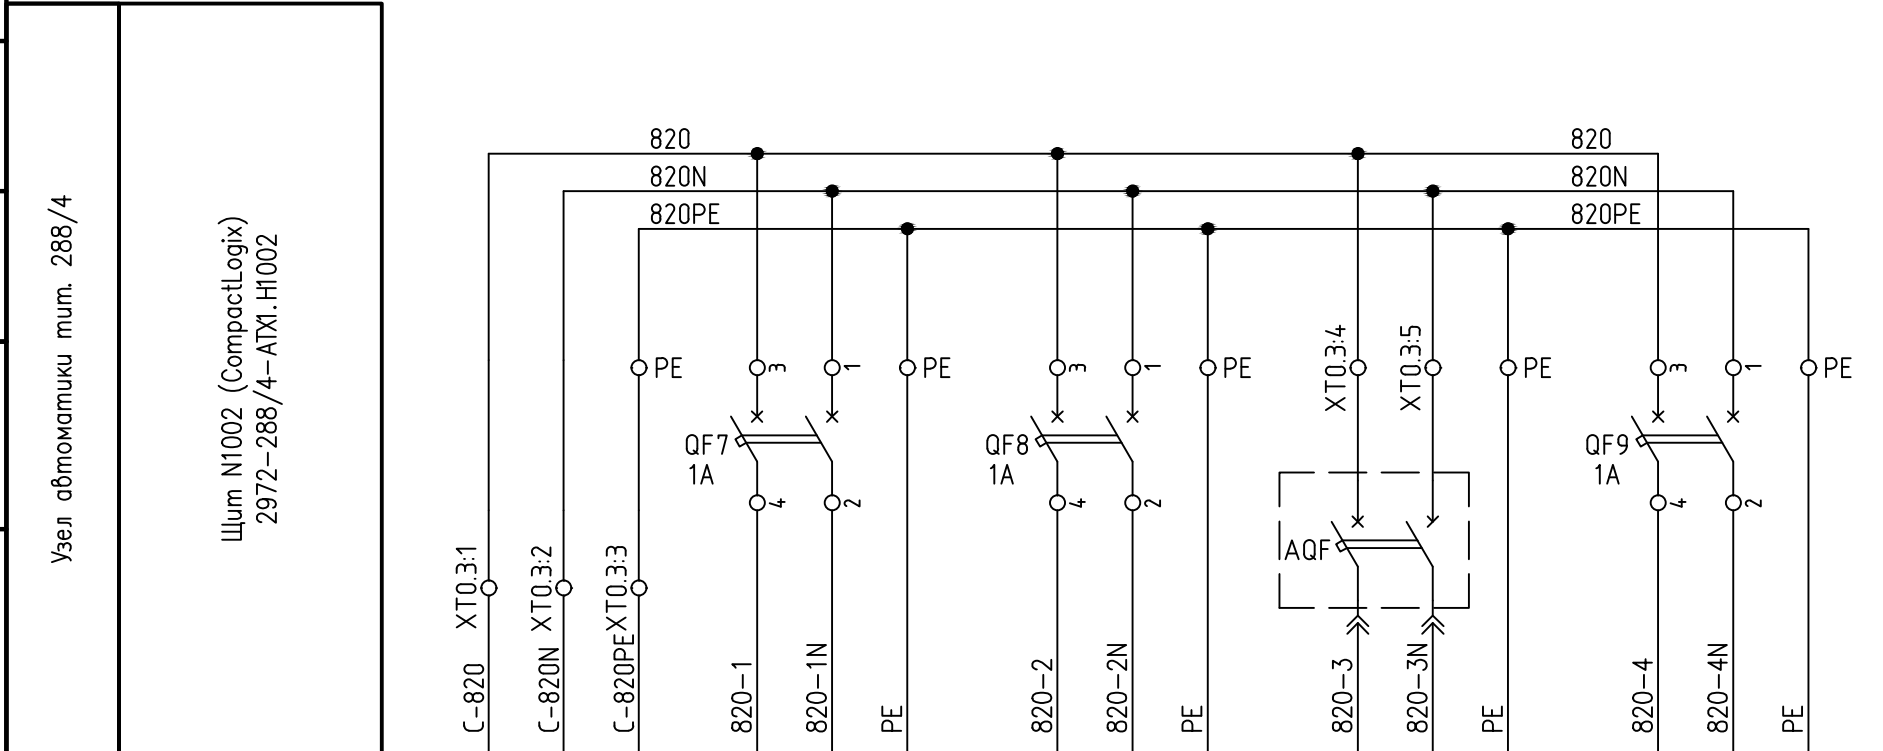 Узел автоматики тит. 288/4
Щит N1002 (CompactLogix)
2972-288/4-АТХ1.Н1002
820 820
820N 820N
820PE 820PE
XT0.3:4 XT0.3:5
PE 3 1 PE 3 1 PE PE 3 1 PE
QF7 QF8 QF9
1A 1A 1A
4 2 4 2 4 2
AQF
XT0.3:1 XT0.3:2 XT0.3:3
C-820 C-820N C-820PE 820-1 820-1N PE 820-2 820-2N PE 820-3 820-3N PE 820-4 820-4N PE